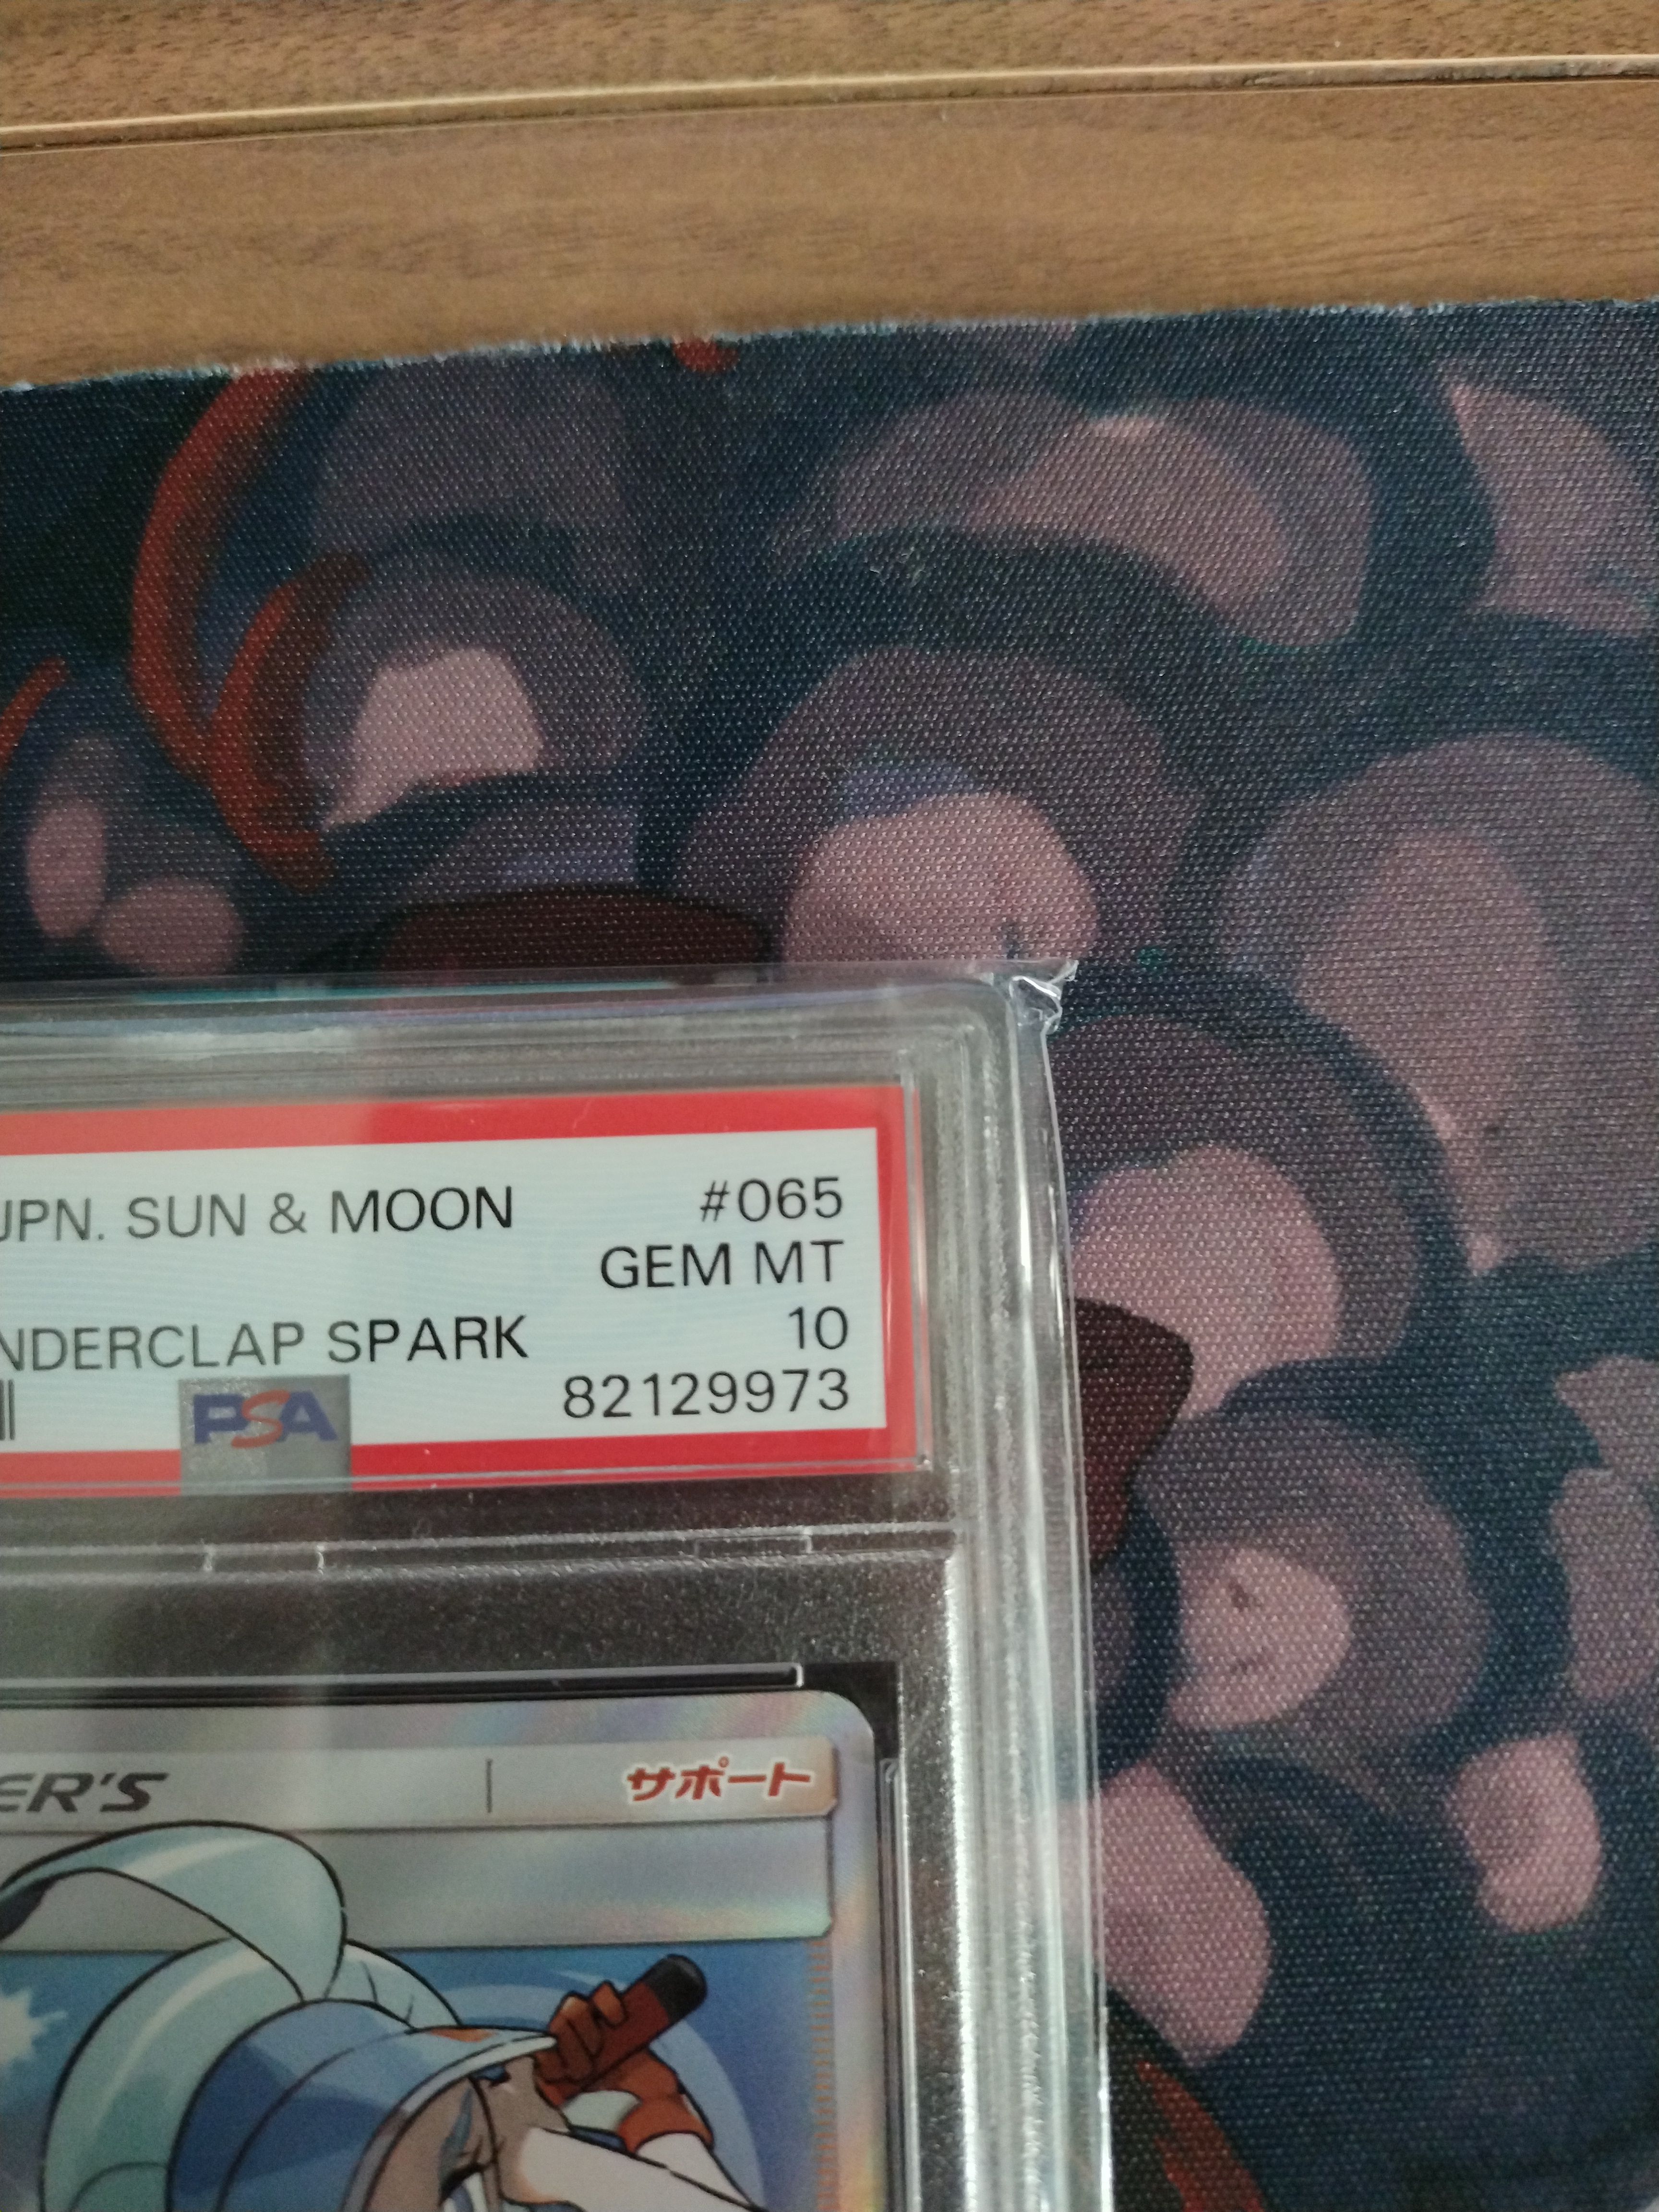 JPN. SUN & MOON #065
GEM MT
NDERCLAP SPARK 10
PSA 82129973
ER'S サポート